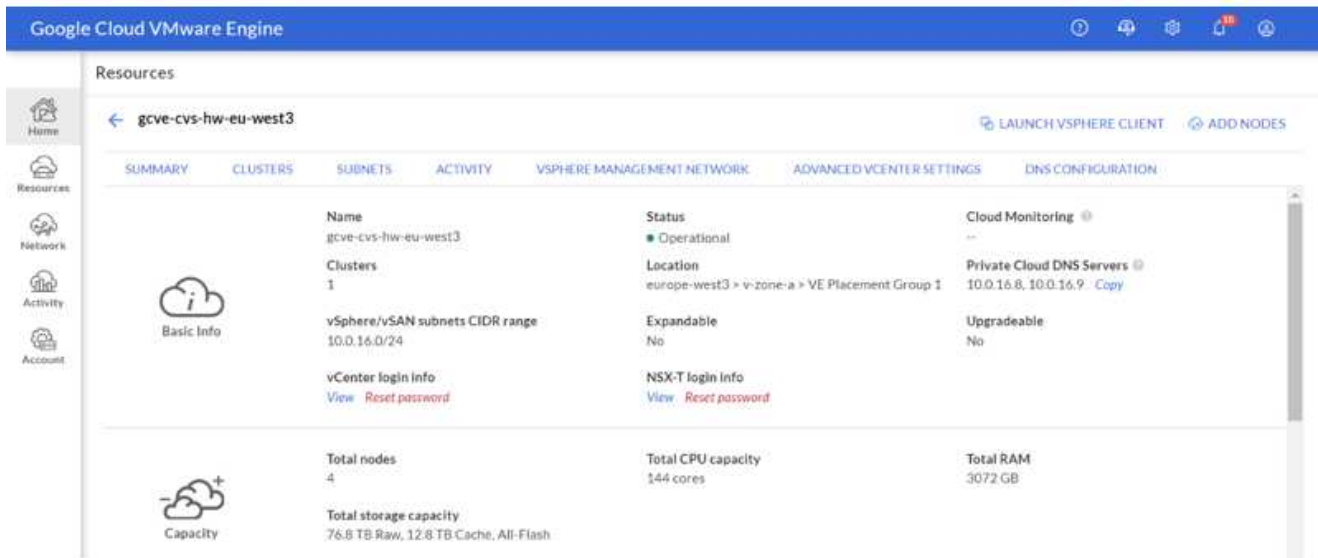 Google Cloud VMware Engine
10
Resources
gcve-cvs-hw-eu-west3
LAUNCH VSPHERE CLIENT
ADD NODES
Home
Resources
Network
Activity
Account
SUMMARY CLUSTERS SUBNETS ACTIVITY VSPHERE MANAGEMENT NETWORK ADVANCED VCENTER SETTINGS DNS CONFIGURATION
Basic Info
Name
gcve-cvs-hw-eu-west3
Status
Operational
Cloud Monitoring
--
Clusters
1
Location
europe-west3 > v-zone-a > VE Placement Group 1
Private Cloud DNS Servers
10.0.16.8, 10.0.16.9 Copy
vSphere/vSAN subnets CIDR range
10.0.16.0/24
Expandable
No
Upgradeable
No
vCenter login info
View Reset password
NSX-T login info
View Reset password
Capacity
Total nodes
4
Total CPU capacity
144 cores
Total RAM
3072 GB
Total storage capacity
76.8 TB Raw, 12.8 TB Cache, All-Flash